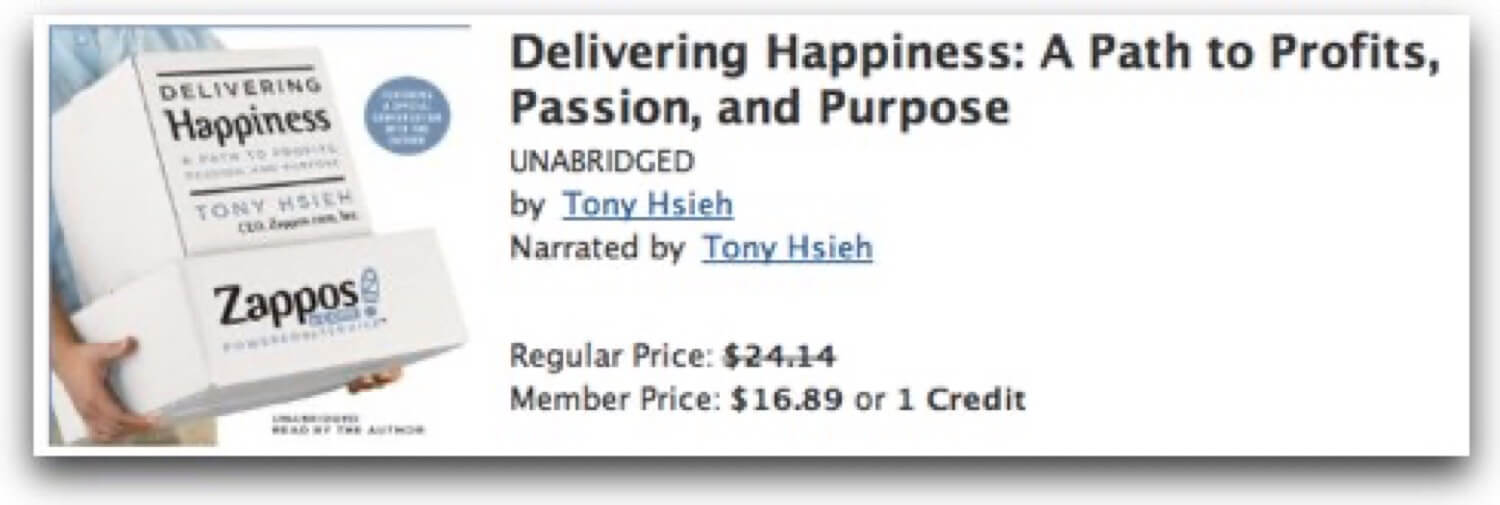 DELIVERING
Happiness
A PATH TO PROFITS,
PASSION, AND PURPOSE
TONY HSIEH
CEO, Zappos.com, Inc.
Zappos
POWERED by SERVICE™
UNABRIDGED
READ BY THE AUTHOR
Delivering Happiness: A Path to Profits,
Passion, and Purpose
UNABRIDGED
by Tony Hsieh
Narrated by Tony Hsieh
Regular Price: $24.14
Member Price: $16.89 or 1 Credit